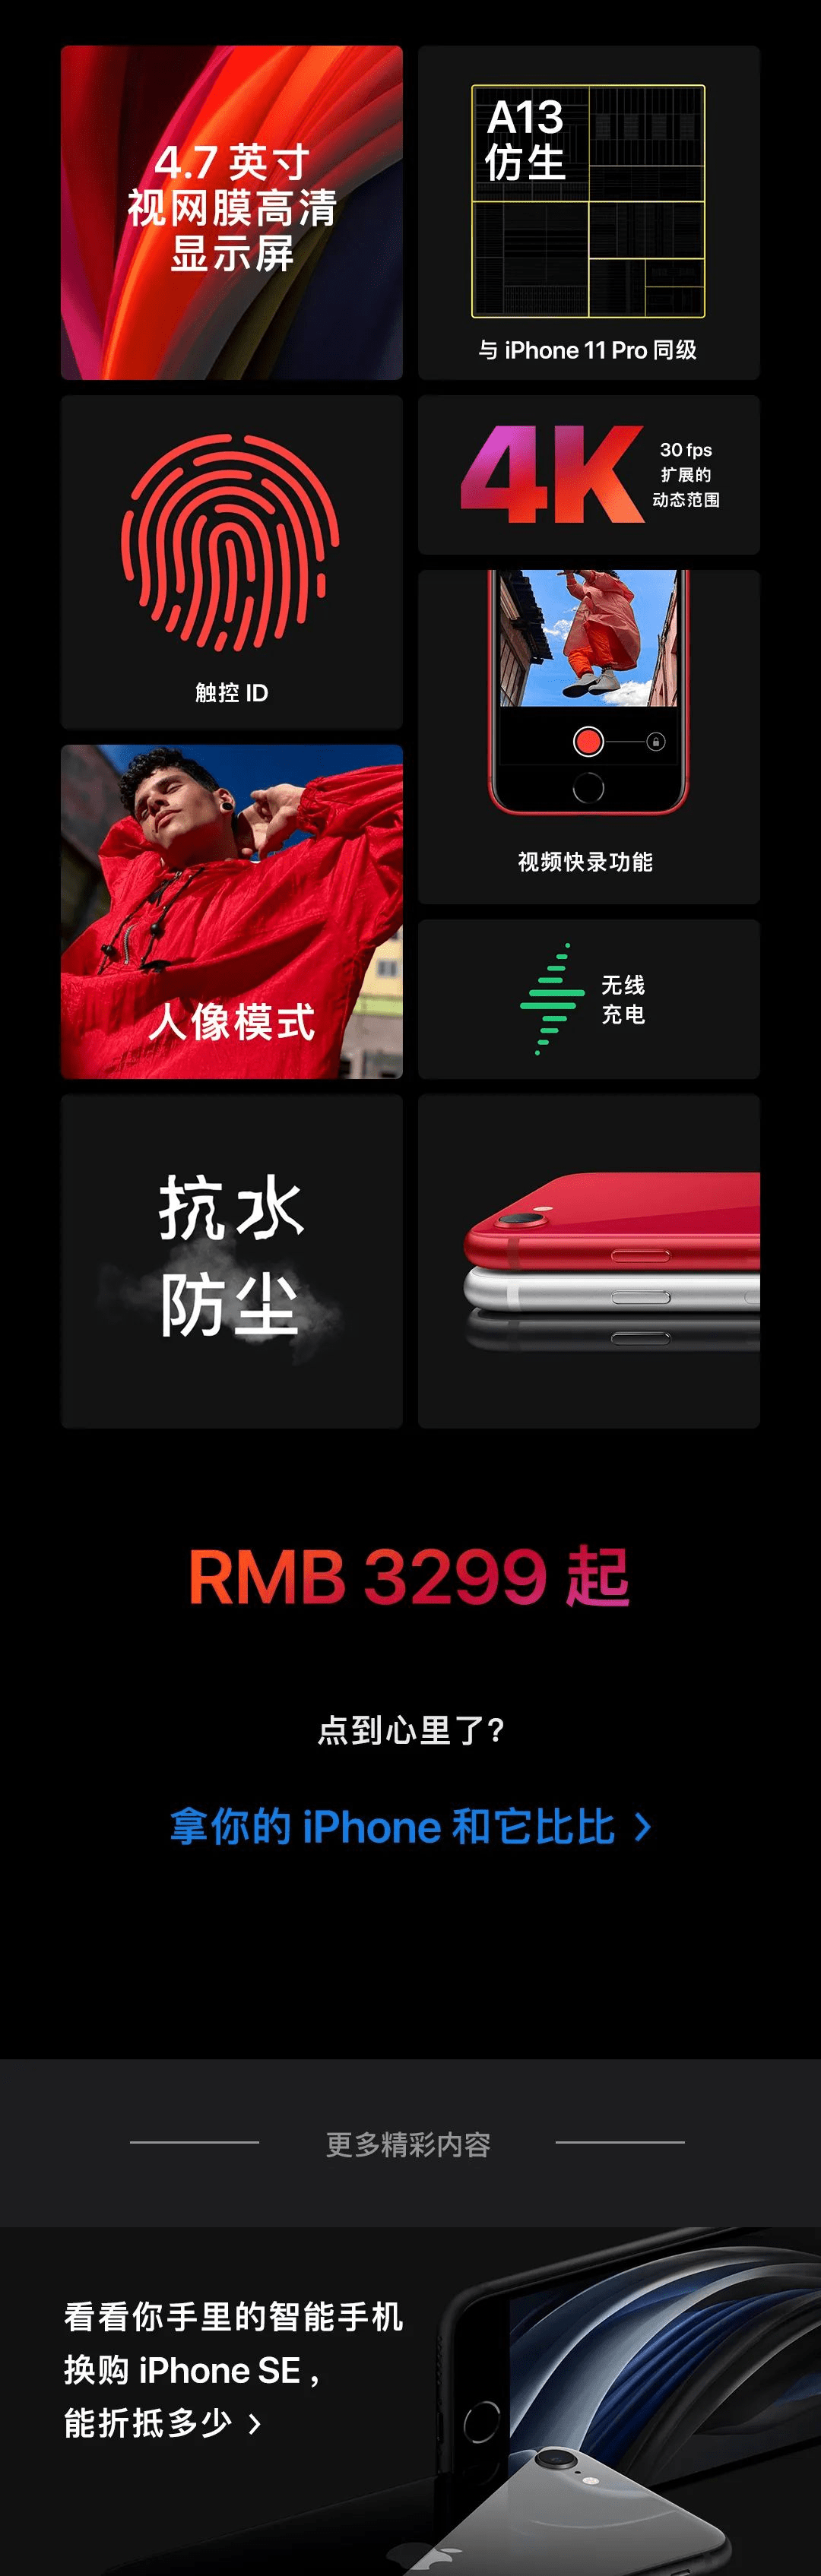 4.7 英寸
视网膜高清
显示屏
A13
仿生
与 iPhone 11 Pro 同级
触控 ID
4K
30 fps
扩展的
动态范围
视频快录功能
人像模式
无线
充电
抗水
防尘
RMB 3299 起
点到心里了?
拿你的 iPhone 和它比比 >
更多精彩内容
看看你手里的智能手机
换购 iPhone SE，
能折抵多少 >